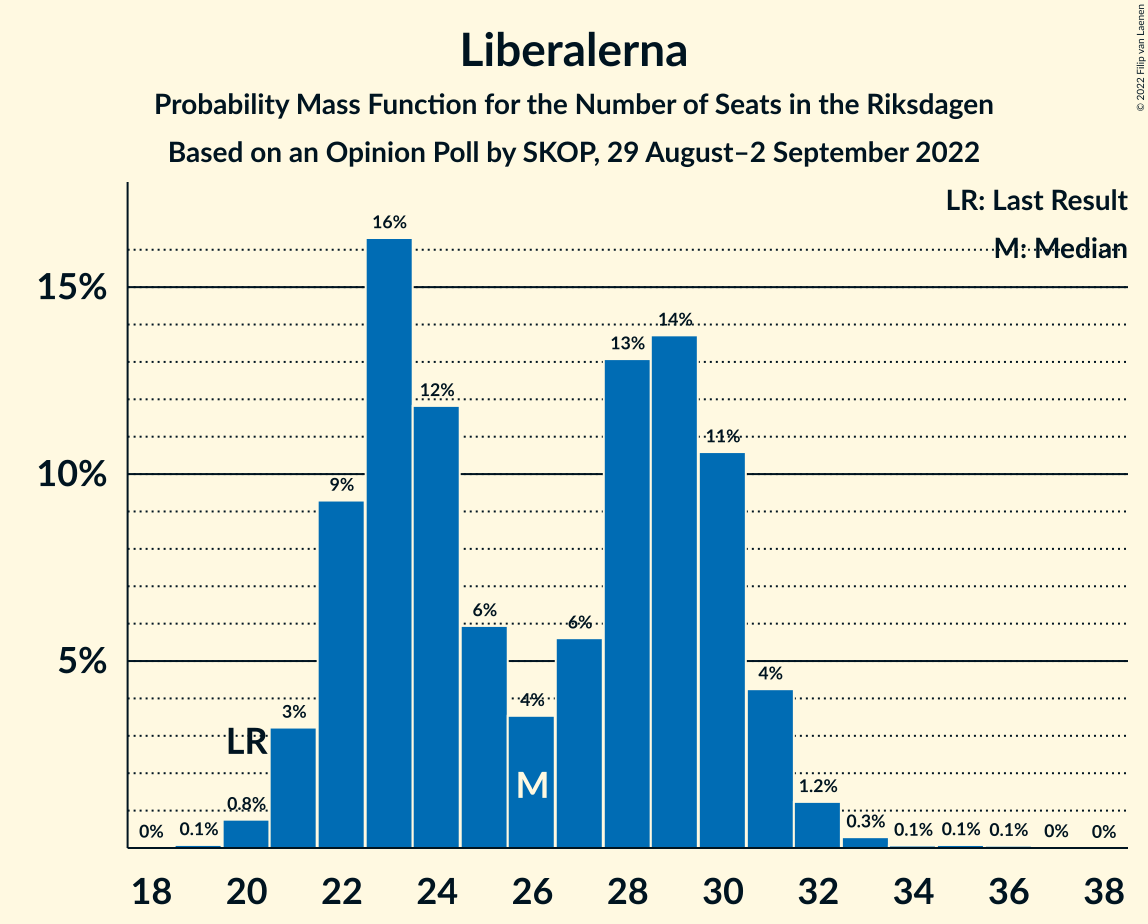 Liberalerna
Probability Mass Function for the Number of Seats in the Riksdagen
Based on an Opinion Poll by SKOP, 29 August–2 September 2022
© 2022 Filip van Laenen
LR: Last Result
M: Median
15%
10%
5%
0%
0.1%
0.8%
3%
9%
16%
12%
6%
4%
6%
13%
14%
11%
4%
1.2%
0.3%
0.1%
0.1%
0.1%
0%
0%
LR
M
18 20 22 24 26 28 30 32 34 36 38